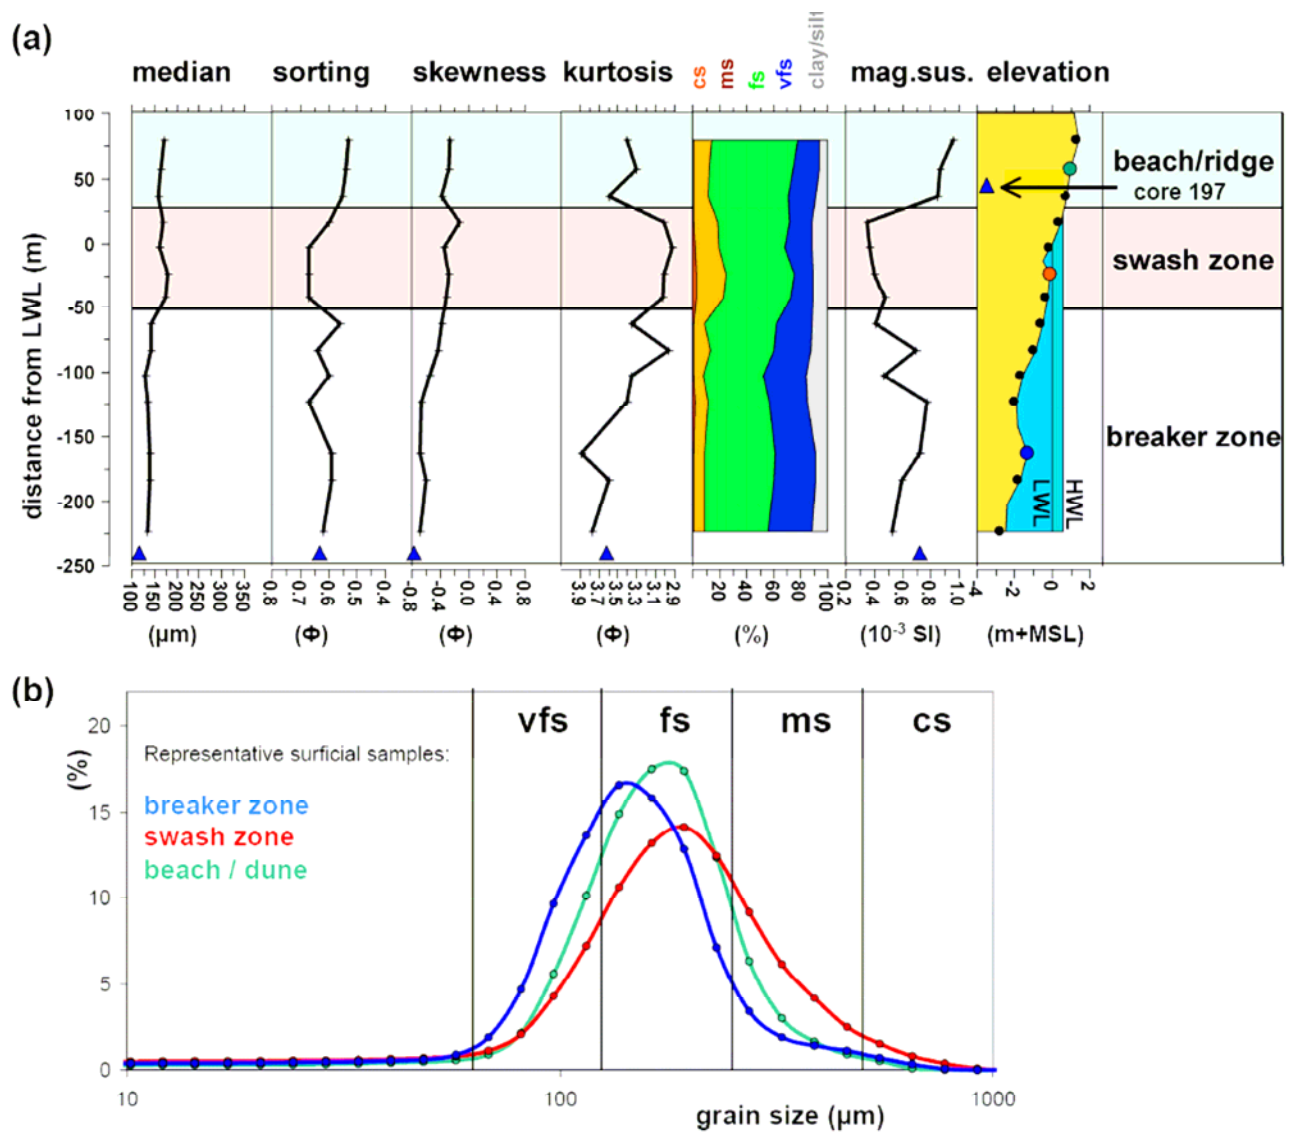 (a)
median sorting skewness kurtosis cs ms fs vfs clay/silt mag.sus. elevation
100
50
0
-50
-100
-150
-200
-250
distance from LWL (m)
beach/ridge
core 197
swash zone
breaker zone
LWL HWL
100 150 200 250 300 350
0.8 0.7 0.6 0.5 0.4
-0.8 -0.4 0.0 0.4 0.8
3.9 3.7 3.5 3.3 3.1 2.9
20 40 60 80 100
0.2 0.4 0.6 0.8 1.0
-4 -2 0 2
(µm) (Φ) (Φ) (Φ) (%) (10⁻³ SI) (m+MSL)
(b)
vfs fs ms cs
Representative surficial samples:
breaker zone
swash zone
beach / dune
(%)
20
15
10
5
0
10 100 1000
grain size (µm)